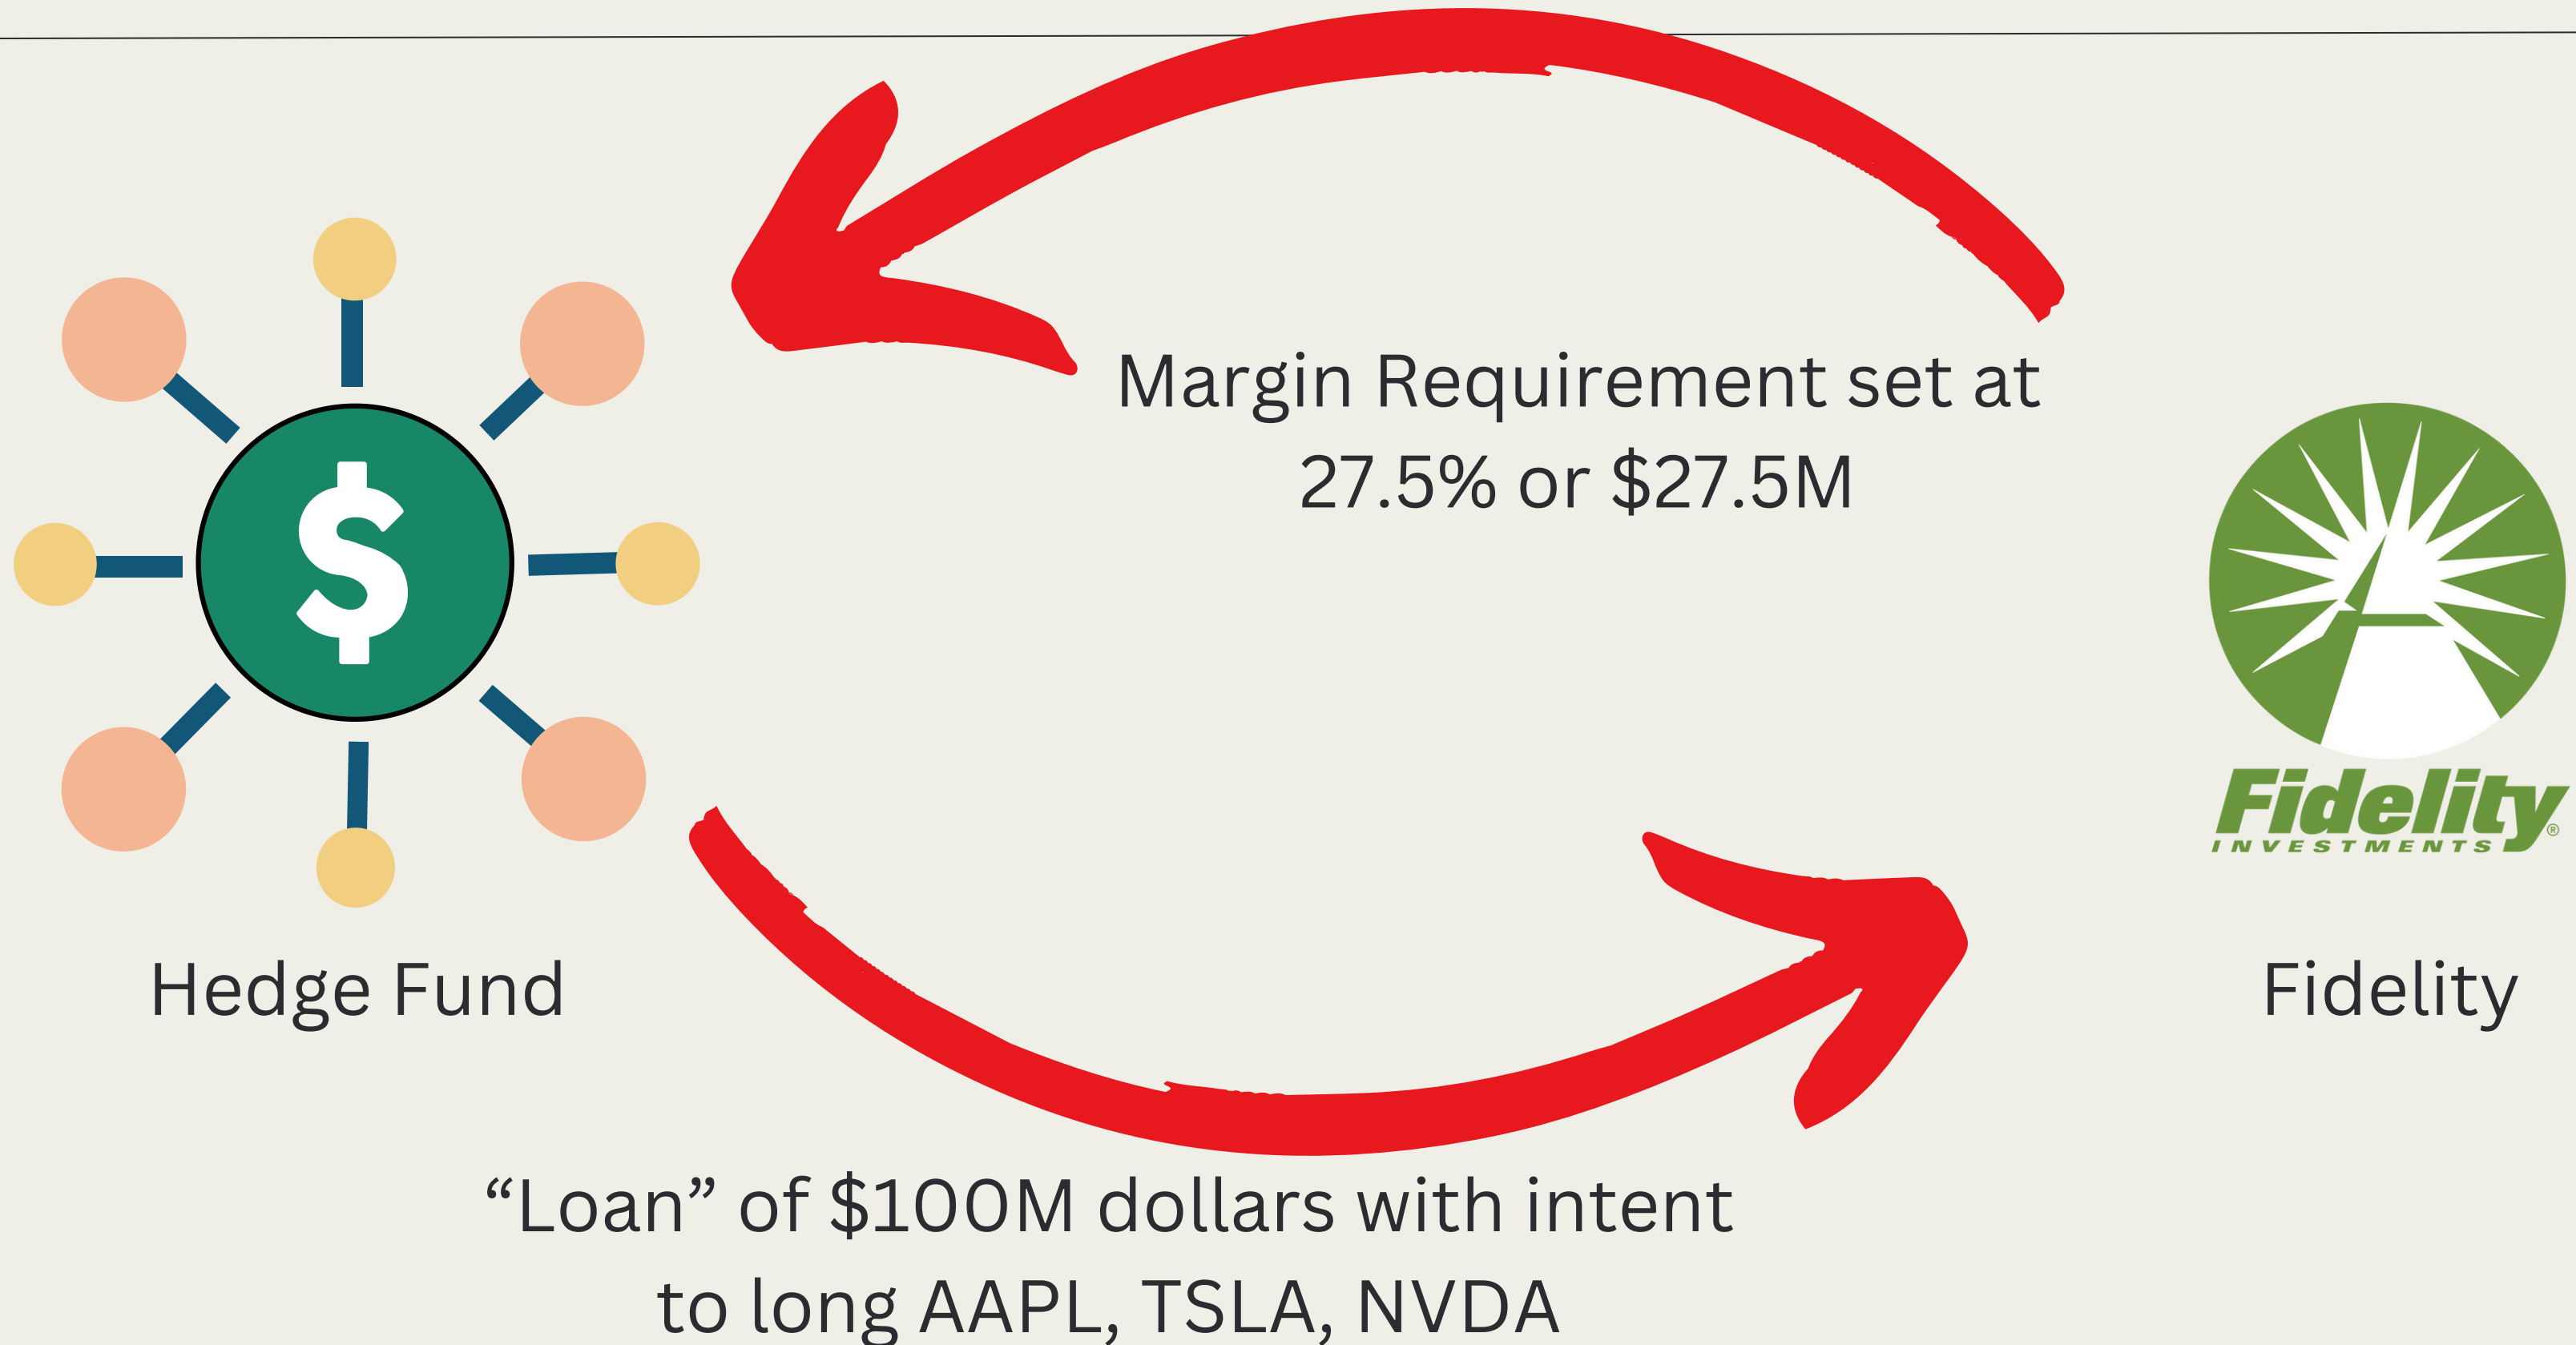 Margin Requirement set at
27.5% or $27.5M
$
Fidelity®
INVESTMENTS
Hedge Fund
Fidelity
“Loan” of $100M dollars with intent
to long AAPL, TSLA, NVDA